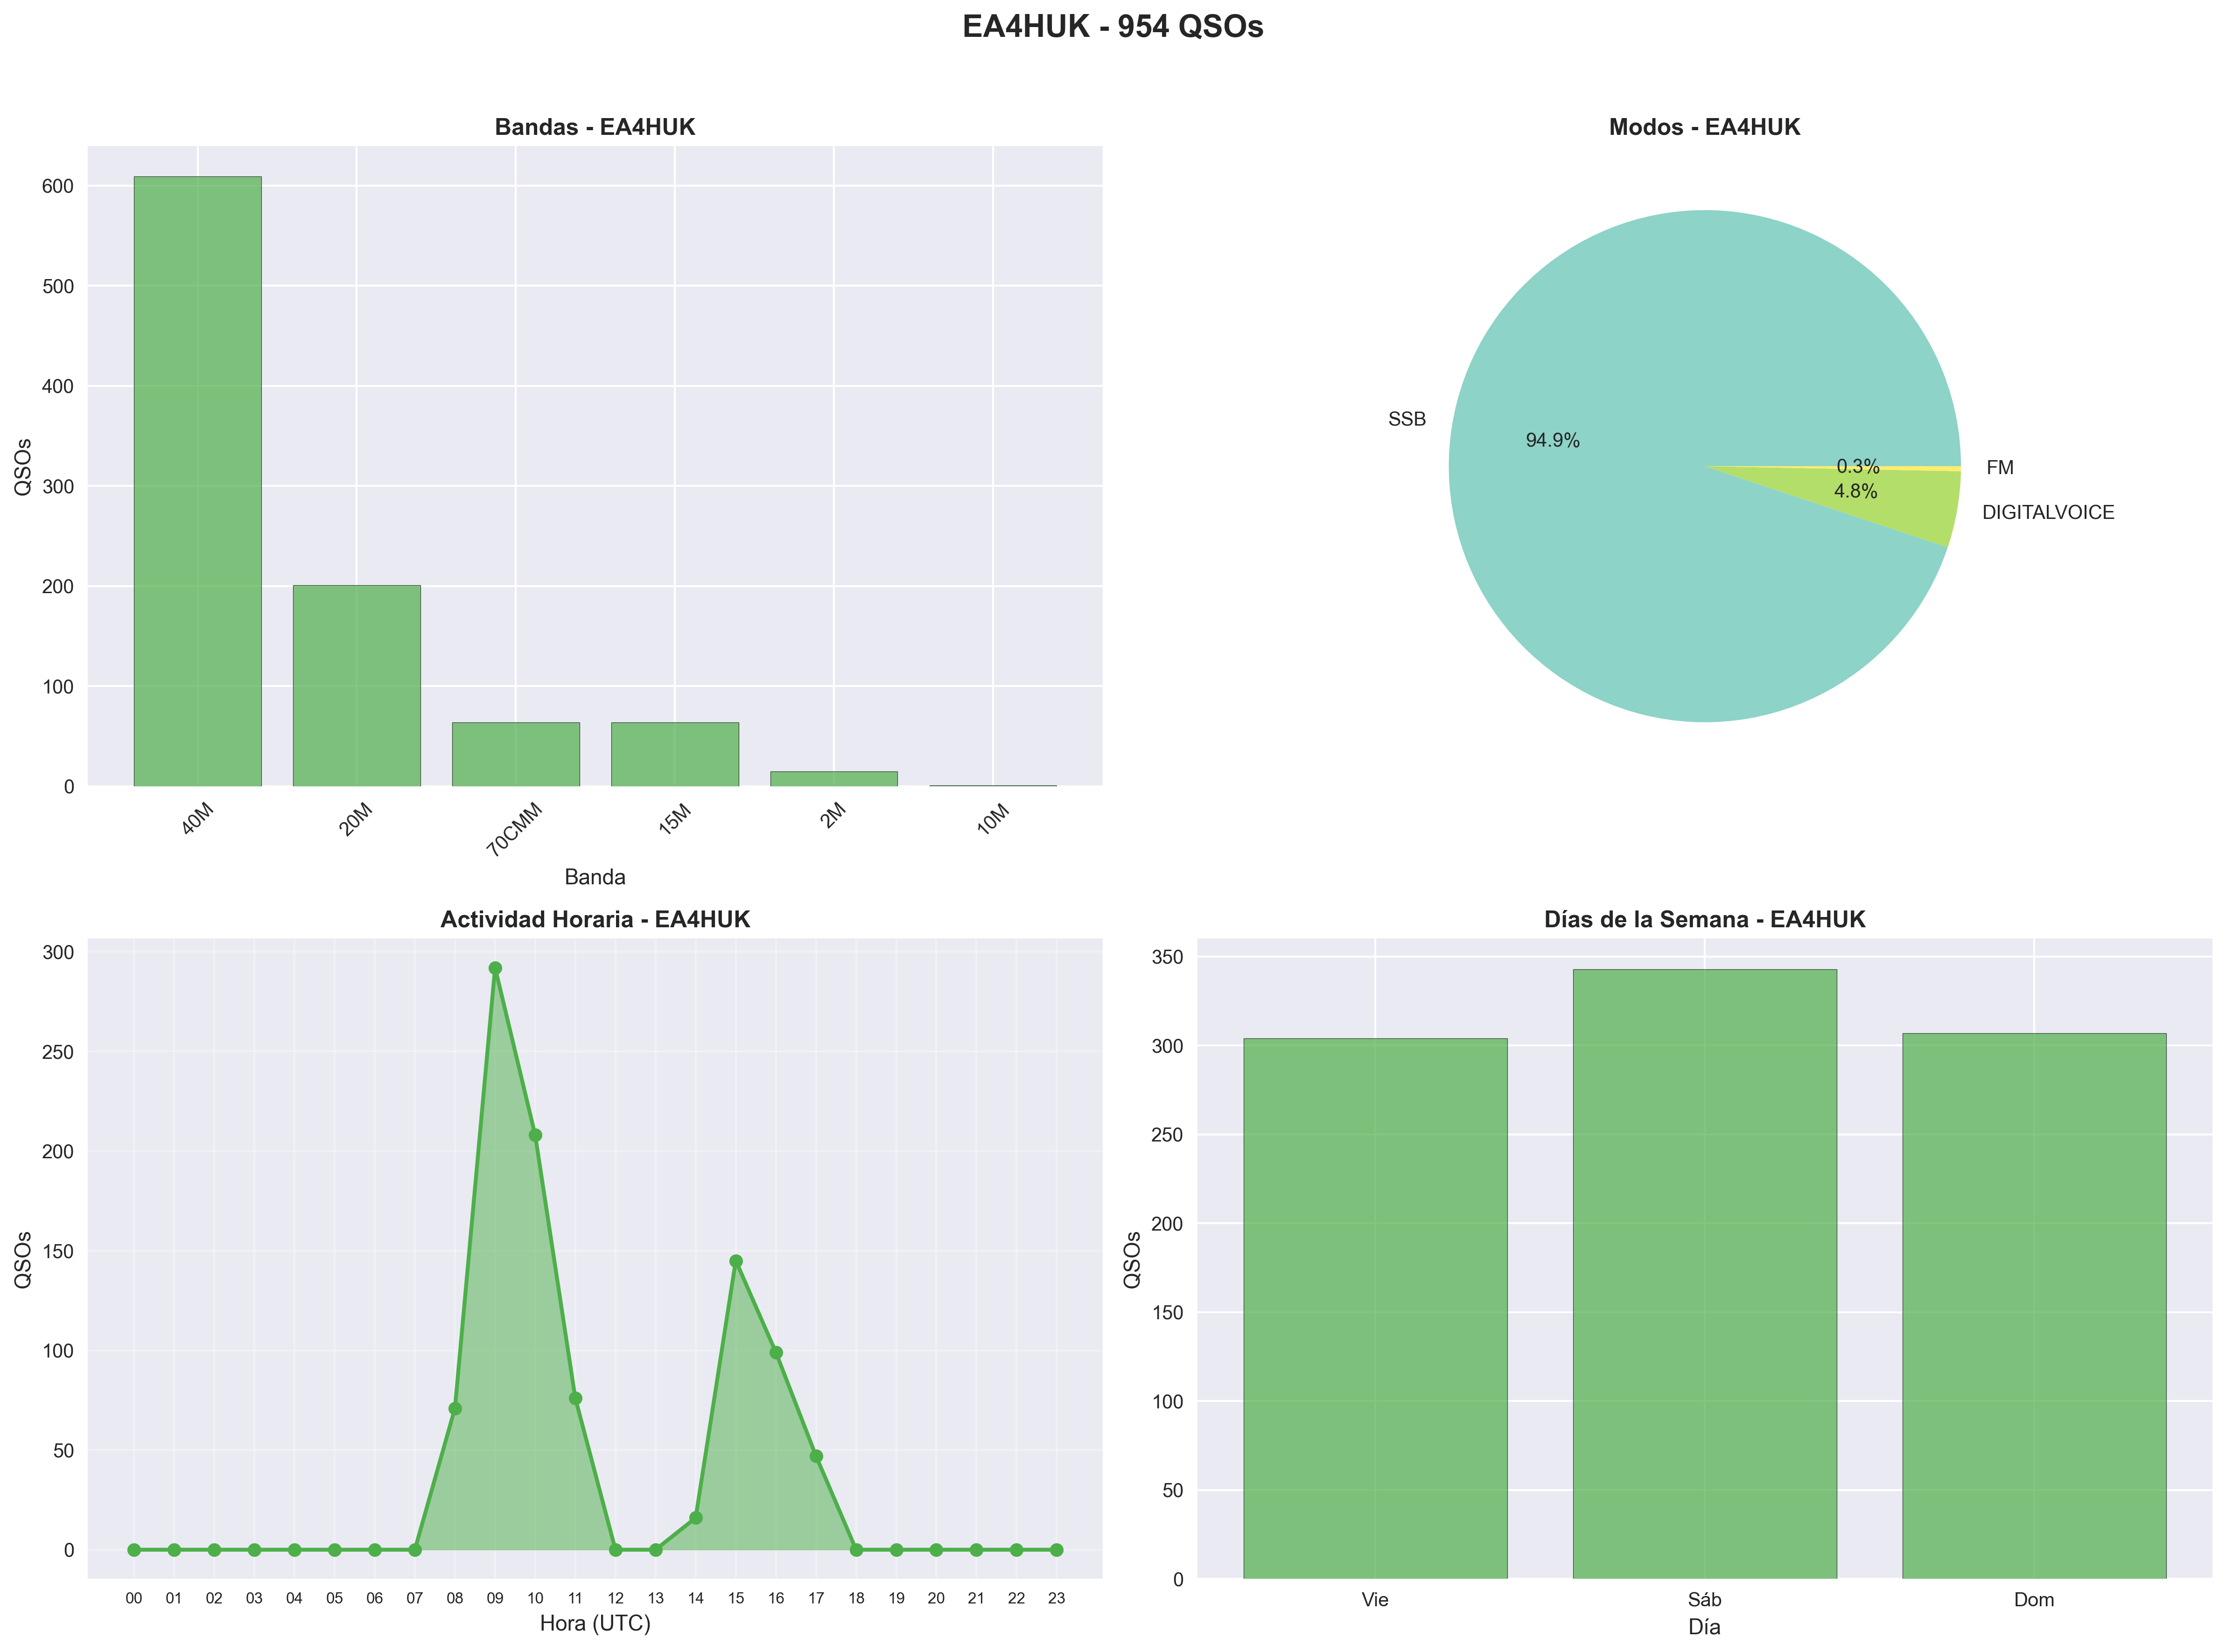 EA4HUK - 954 QSOs
Bandas - EA4HUK
QSOs
600
500
400
300
200
100
0
40M
20M
70CMM
15M
2M
10M
Banda
Modos - EA4HUK
SSB
94.9%
0.3%
FM
4.8%
DIGITALVOICE
Actividad Horaria - EA4HUK
QSOs
300
250
200
150
100
50
0
00 01 02 03 04 05 06 07 08 09 10 11 12 13 14 15 16 17 18 19 20 21 22 23
Hora (UTC)
Días de la Semana - EA4HUK
QSOs
350
300
250
200
150
100
50
0
Vie Sáb Dom
Día